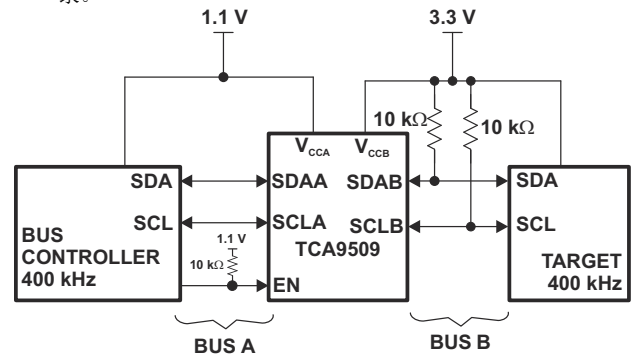 1.1 V
3.3 V
10 kΩ
10 kΩ
VCCA
VCCB
SDA
SDAA
SDAB
SDA
SCL
SCLA
SCLB
SCL
1.1 V
10 kΩ
BUS
CONTROLLER
400 kHz
TCA9509
EN
TARGET
400 kHz
BUS A
BUS B